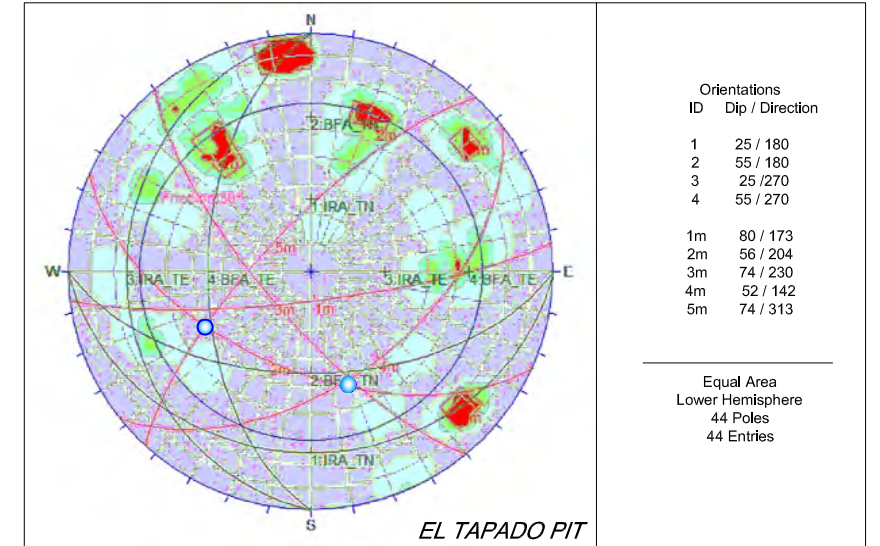 N
2:BFA_TN
2m
m
1:IRA_TN
5m
W
3:IRA_TE
4:BFA_TE
3:IRA_TE
4:BFA_TE
E
3m
1m
2m
4m
2:BFA_TN
m
1:IRA_TN
S
EL TAPADO PIT
Orientations
ID Dip / Direction
1 25 / 180
2 55 / 180
3 25 /270
4 55 / 270
1m 80 / 173
2m 56 / 204
3m 74 / 230
4m 52 / 142
5m 74 / 313
Equal Area
Lower Hemisphere
44 Poles
44 Entries